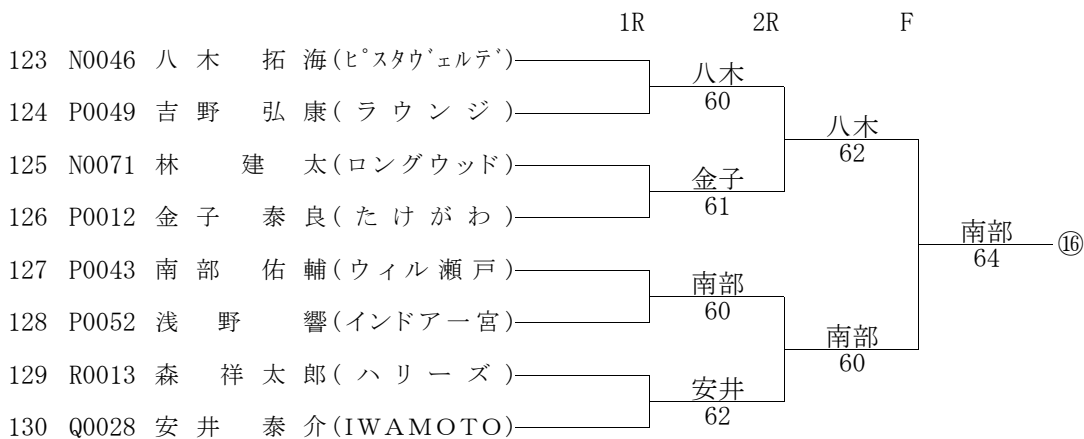 1R 2R F
123 N0046 八木 拓海(ピスタヴェルデ)
八木
60
124 P0049 吉野 弘康(ラウンジ)
八木
62
125 N0071 林 建太(ロングウッド)
金子
61
126 P0012 金子 泰良(たけがわ)
南部
64
⑯
127 P0043 南部 佑輔(ウィル瀬戸)
南部
60
128 P0052 浅野 響(インドア一宮)
南部
60
129 R0013 森 祥太郎(ハリーズ)
安井
62
130 Q0028 安井 泰介(IWAMOTO)